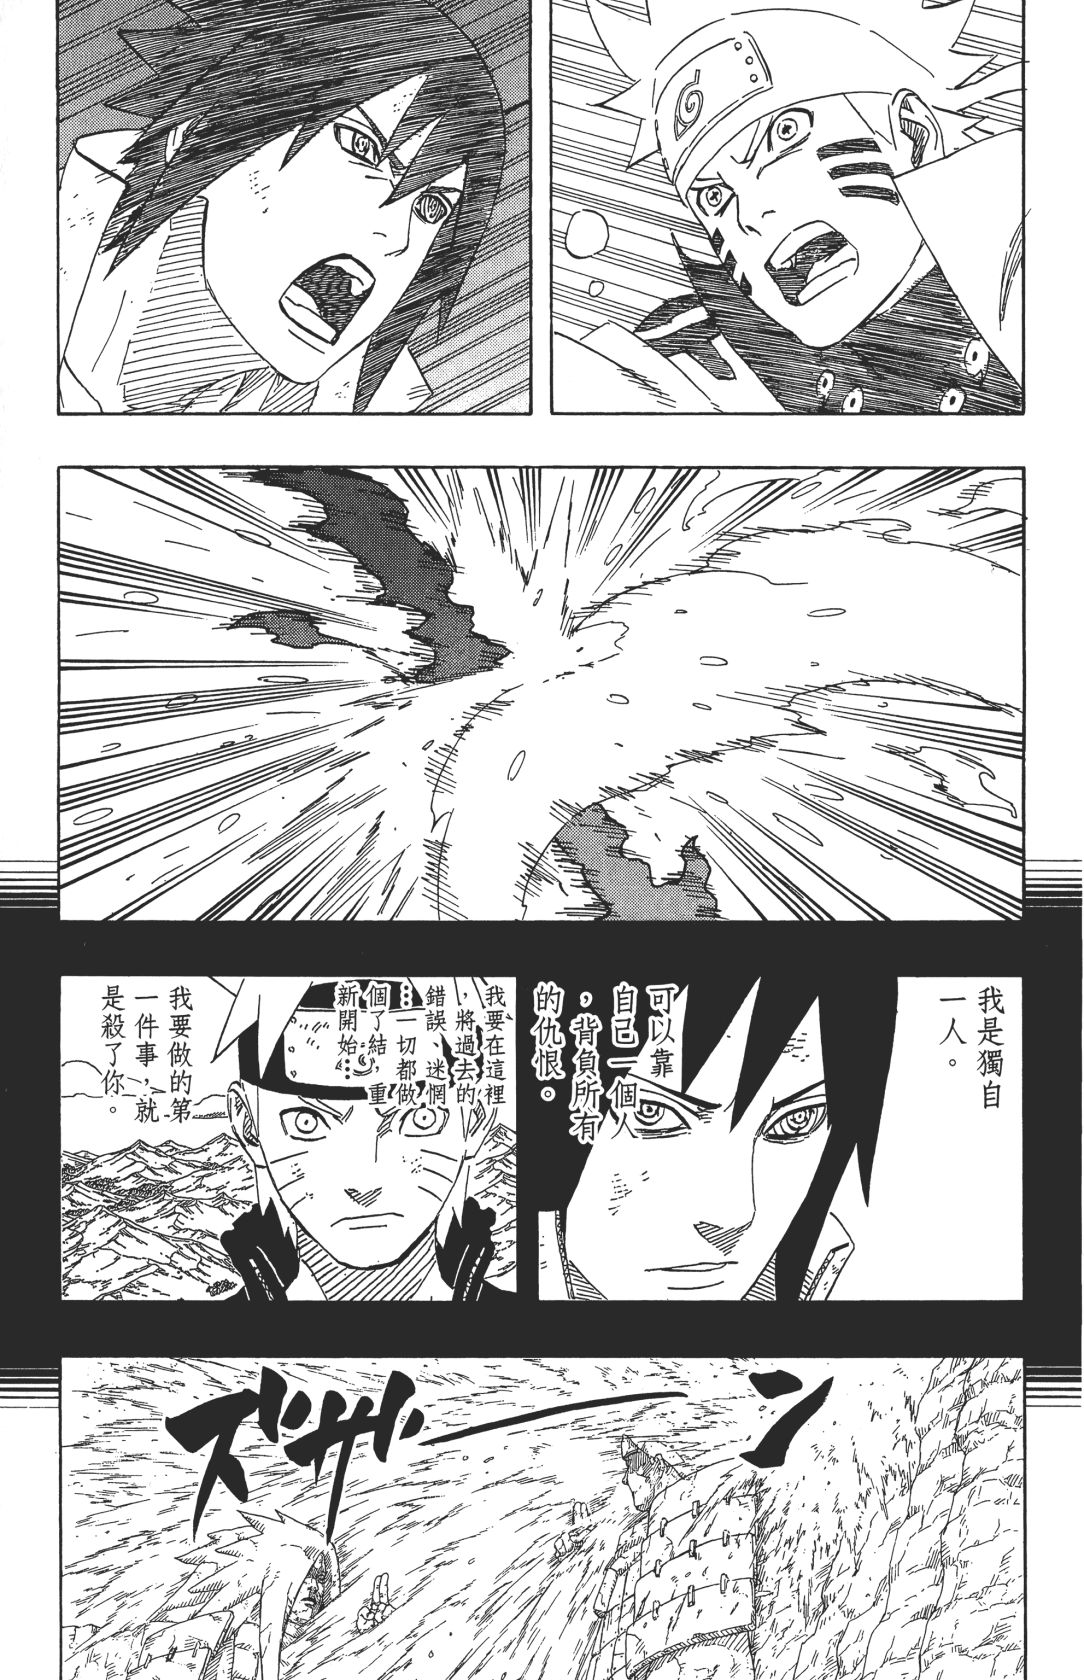 我是獨自
一人。
可以靠
自己一個人
，背負所有
的仇恨。
我要在這裡
，將過去的
錯誤、迷惘
…一切都做
個了結，重
新開始…
我要做的第
一件事，就
是殺了你。
ズザザーン